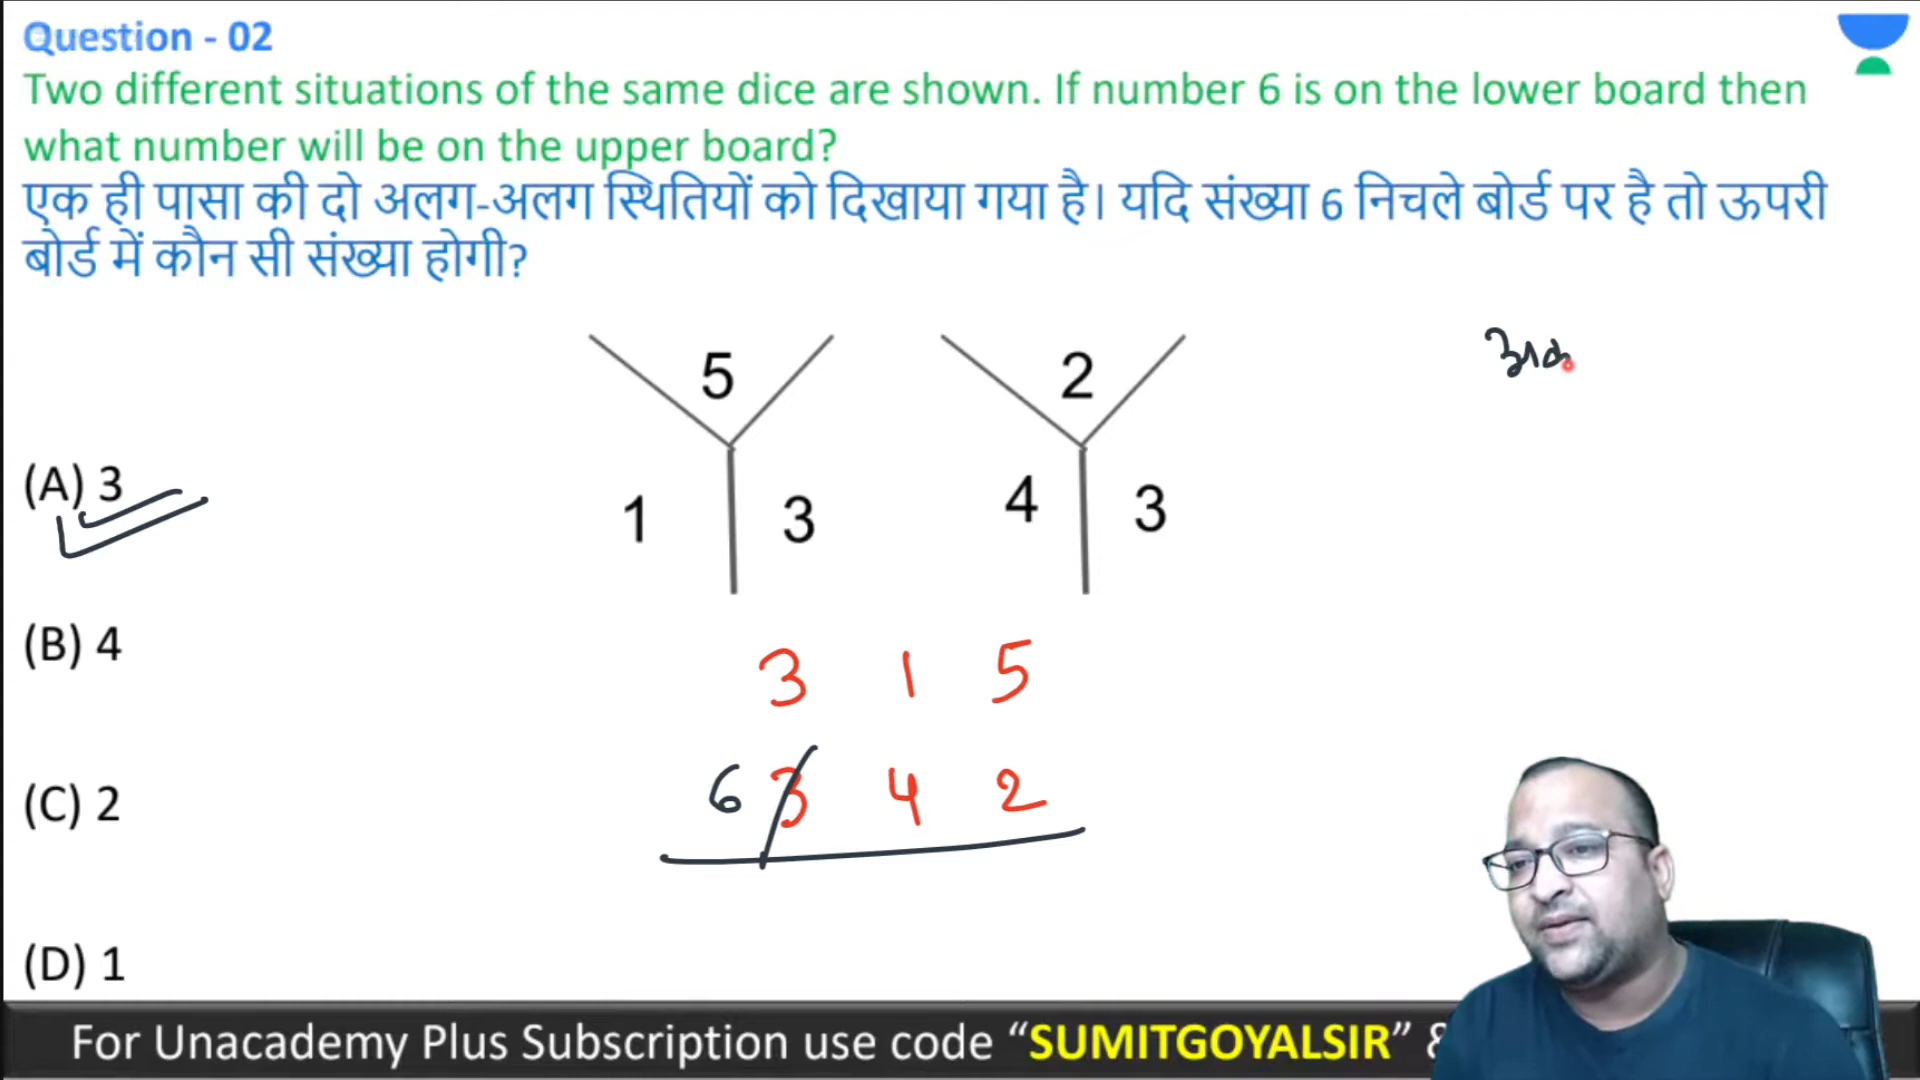 Question - 02
Two different situations of the same dice are shown. If number 6 is on the lower board then
what number will be on the upper board?
एक ही पासा की दो अलग-अलग स्थितियों को दिखाया गया है। यदि संख्या 6 निचले बोर्ड पर है तो ऊपरी
बोर्ड में कौन सी संख्या होगी?
5
1 3
2
4 3
(A) 3
(B) 4
(C) 2
(D) 1
3 1 5
6 3 4 2
For Unacademy Plus Subscription use code “SUMITGOYALSIR” &